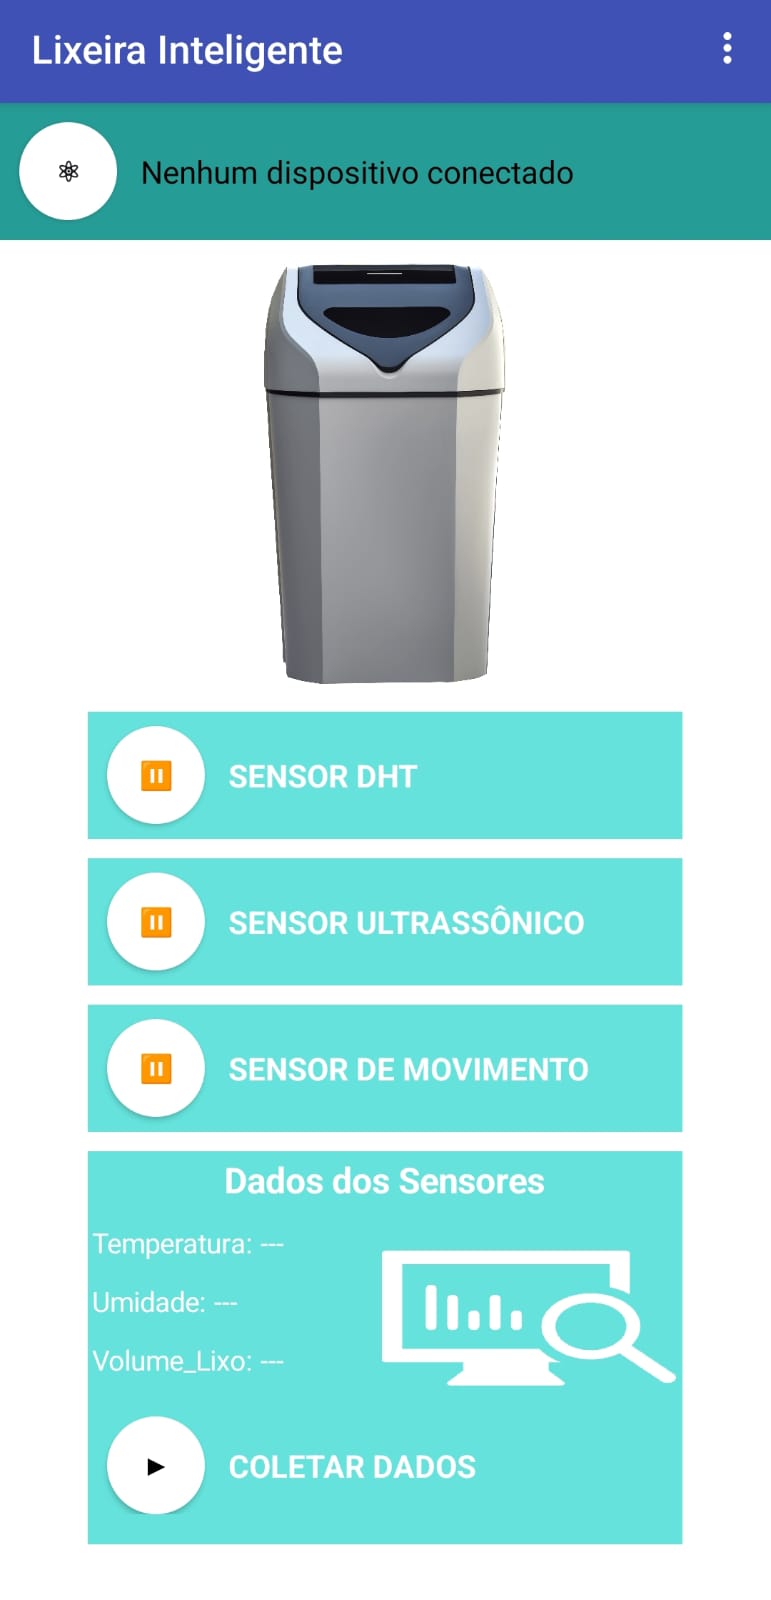 Lixeira Inteligente
Nenhum dispositivo conectado
SENSOR DHT
SENSOR ULTRASSÔNICO
SENSOR DE MOVIMENTO
Dados dos Sensores
Temperatura: ---
Umidade: ---
Volume_Lixo: ---
COLETAR DADOS